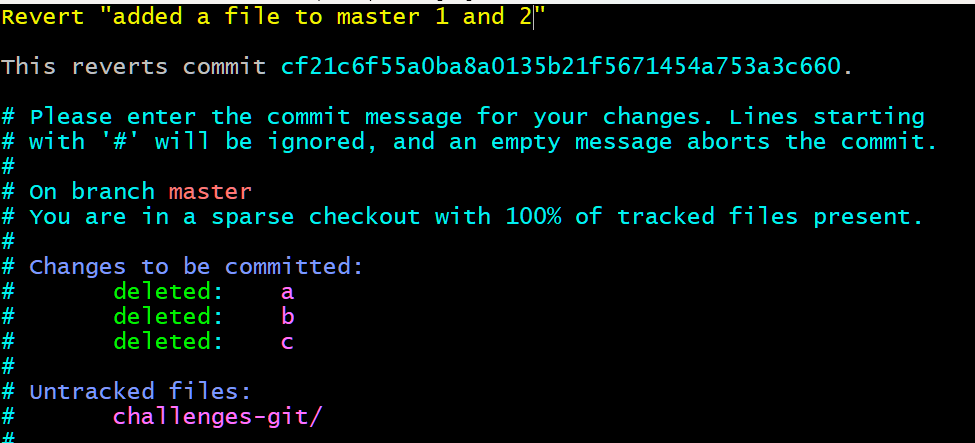 Revert "added a file to master 1 and 2"
This reverts commit cf21c6f55a0ba8a0135b21f5671454a753a3c660.
# Please enter the commit message for your changes. Lines starting
# with '#' will be ignored, and an empty message aborts the commit.
#
# On branch master
# You are in a sparse checkout with 100% of tracked files present.
#
# Changes to be committed:
#       deleted:    a
#       deleted:    b
#       deleted:    c
#
# Untracked files:
#       challenges-git/
#